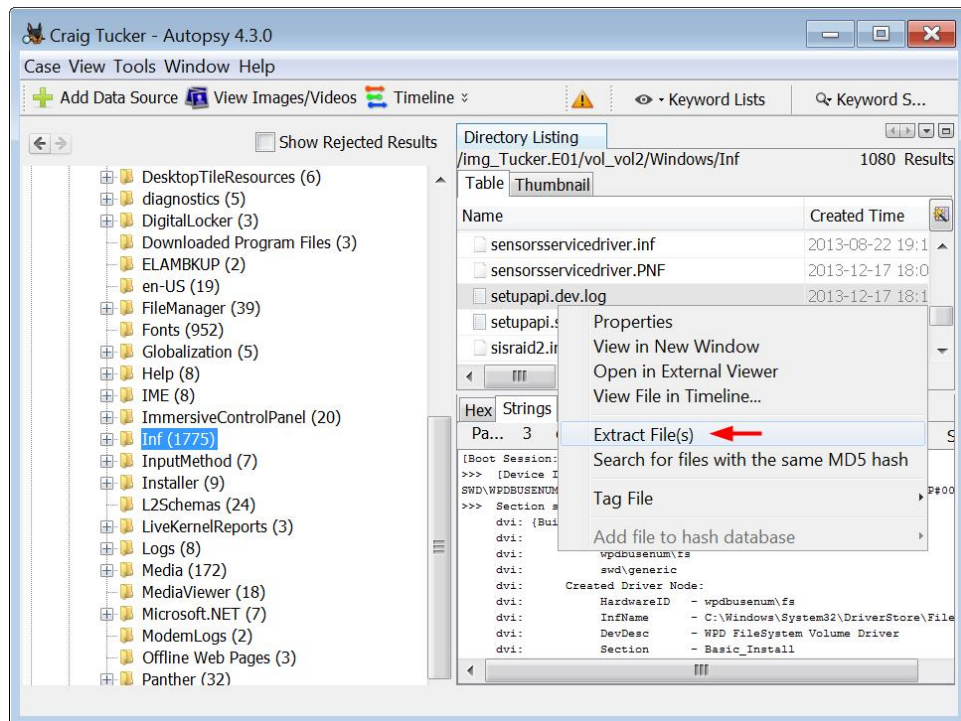 Craig Tucker - Autopsy 4.3.0
Case View Tools Window Help
Add Data Source View Images/Videos Timeline Keyword Lists Keyword S...
Show Rejected Results
DesktopTileResources (6)
diagnostics (5)
DigitalLocker (3)
Downloaded Program Files (3)
ELAMBKUP (2)
en-US (19)
FileManager (39)
Fonts (952)
Globalization (5)
Help (8)
IME (8)
ImmersiveControlPanel (20)
Inf (1775)
InputMethod (7)
Installer (9)
L2Schemas (24)
LiveKernelReports (3)
Logs (8)
Media (172)
MediaViewer (18)
Microsoft.NET (7)
ModemLogs (2)
Offline Web Pages (3)
Panther (32)
Directory Listing
/img_Tucker.E01/vol_vol2/Windows/Inf 1080 Results
Table Thumbnail
Name Created Time
sensorsservicedriver.inf 2013-08-22 19:1
sensorsservicedriver.PNF 2013-12-17 18:0
setupapi.dev.log 2013-12-17 18:1
setupapi.s
sisraid2.in
Properties
View in New Window
Open in External Viewer
View File in Timeline...
Extract File(s)
Search for files with the same MD5 hash
Tag File
Add file to hash database
Hex Strings
Pa... 3
[Boot Session:
>>> [Device I
SWD\WPDBUSENUM P#00
>>> Section s
dvi: {Bui
dvi:
dvi: wpdbusenum\fs
dvi: swd\generic
dvi: Created Driver Node:
dvi: HardwareID - wpdbusenum\fs
dvi: InfName - C:\Windows\System32\DriverStore\File
dvi: DevDesc - WPD FileSystem Volume Driver
dvi: Section - Basic_Install